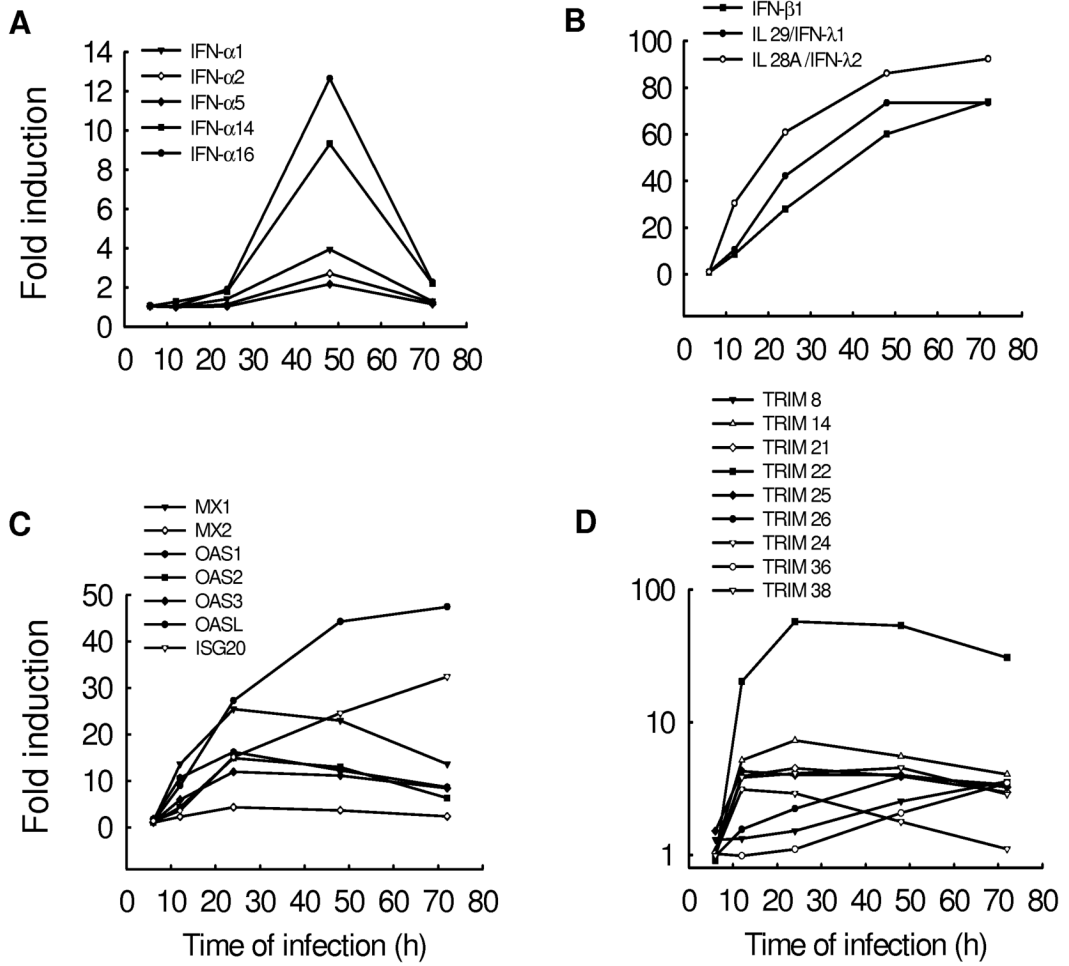 A
Fold induction
14
12
10
8
6
4
2
0
0 10 20 30 40 50 60 70 80
IFN-α1
IFN-α2
IFN-α5
IFN-α14
IFN-α16
B
IFN-β1
IL 29/IFN-λ1
IL 28A /IFN-λ2
100
80
60
40
20
0
0 10 20 30 40 50 60 70 80
C
Fold induction
MX1
MX2
OAS1
OAS2
OAS3
OASL
ISG20
50
40
30
20
10
0
0 10 20 30 40 50 60 70 80
Time of infection (h)
D
TRIM 8
TRIM 14
TRIM 21
TRIM 22
TRIM 25
TRIM 26
TRIM 24
TRIM 36
TRIM 38
100
10
1
0 10 20 30 40 50 60 70 80
Time of infection (h)